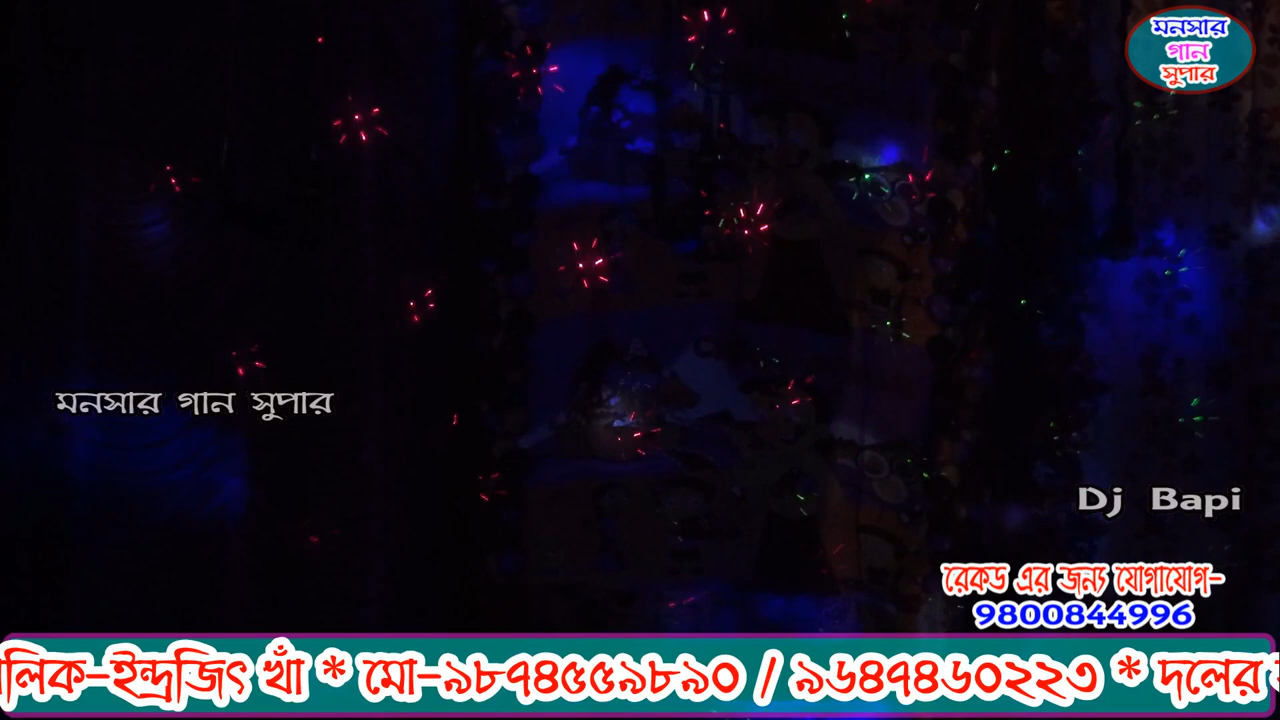 মনসার
গান
সুপার
মনসার গান সুপার
Dj Bapi
রেকড এর জন্য যোগাযোগ-
9800844996
লিক-ইন্দ্রজিৎ খাঁ * মো-৯৮৭৪৫৫৯৮৯০ / ৯৬৪৭৪৬০২২৩ * দলের